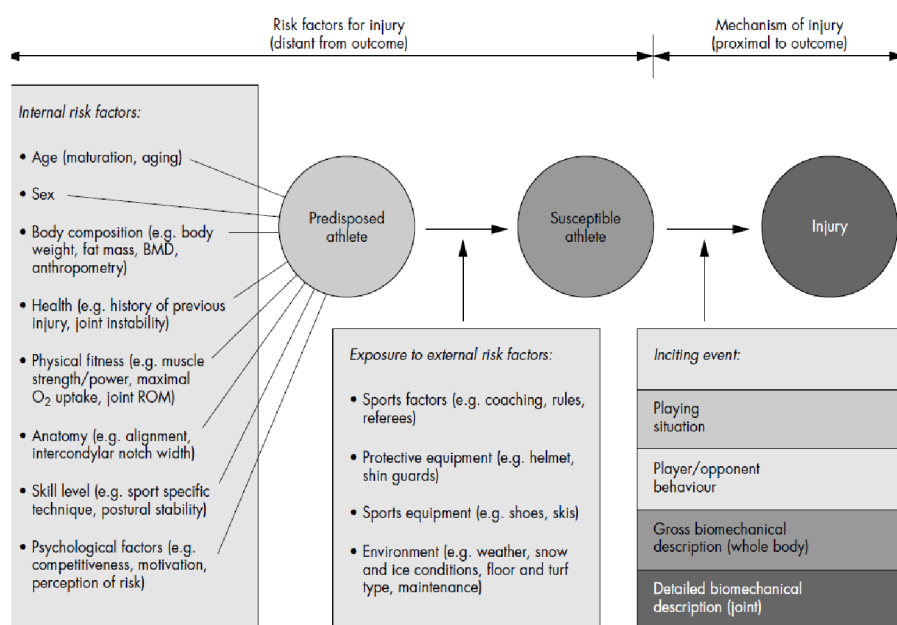 Risk factors for injury
(distant from outcome)
Mechanism of injury
(proximal to outcome)
Internal risk factors:
• Age (maturation, aging)
• Sex
• Body composition (e.g. body
weight, fat mass, BMD,
anthropometry)
• Health (e.g. history of previous
injury, joint instability)
• Physical fitness (e.g. muscle
strength/power, maximal
O2 uptake, joint ROM)
• Anatomy (e.g. alignment,
intercondylar notch width)
• Skill level (e.g. sport specific
technique, postural stability)
• Psychological factors (e.g.
competitiveness, motivation,
perception of risk)
Predisposed
athlete
Susceptible
athlete
Injury
Exposure to external risk factors:
• Sports factors (e.g. coaching, rules,
referees)
• Protective equipment (e.g. helmet,
shin guards)
• Sports equipment (e.g. shoes, skis)
• Environment (e.g. weather, snow
and ice conditions, floor and turf
type, maintenance)
Inciting event:
Playing
situation
Player/opponent
behaviour
Gross biomechanical
description (whole body)
Detailed biomechanical
description (joint)